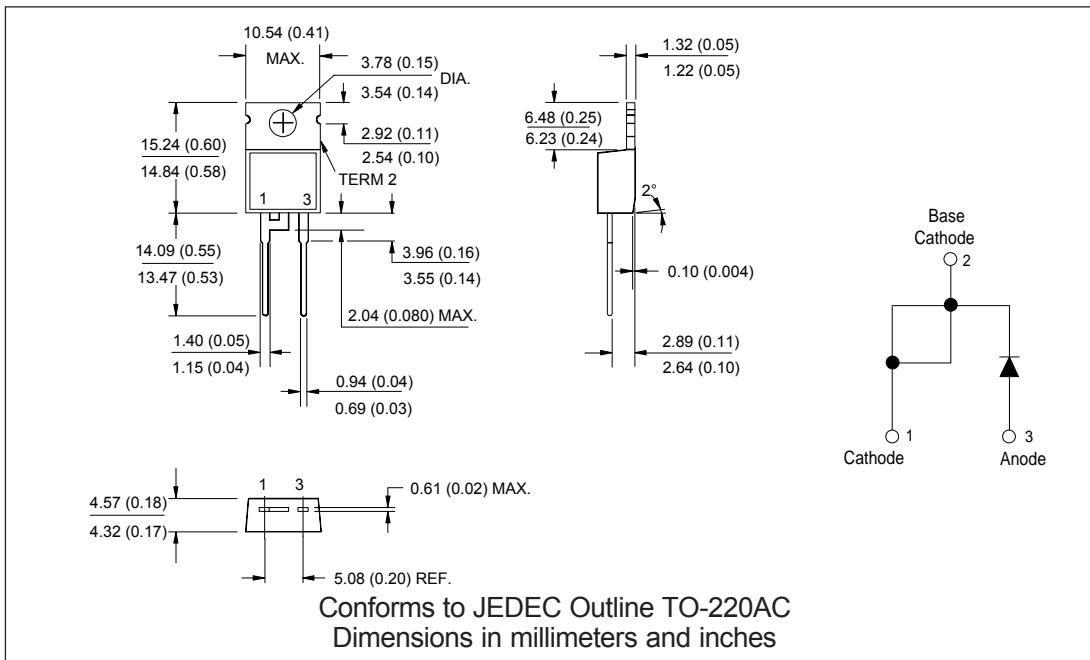 10.54 (0.41)
MAX.
3.78 (0.15)
3.54 (0.14)
DIA.
2.92 (0.11)
2.54 (0.10)
TERM 2
15.24 (0.60)
14.84 (0.58)
1 3
14.09 (0.55)
13.47 (0.53)
3.96 (0.16)
3.55 (0.14)
2.04 (0.080) MAX.
1.40 (0.05)
1.15 (0.04)
0.94 (0.04)
0.69 (0.03)
1.32 (0.05)
1.22 (0.05)
6.48 (0.25)
6.23 (0.24)
2°
0.10 (0.004)
2.89 (0.11)
2.64 (0.10)
Base
Cathode
2
1
Cathode
3
Anode
1 3
4.57 (0.18)
4.32 (0.17)
0.61 (0.02) MAX.
5.08 (0.20) REF.
Conforms to JEDEC Outline TO-220AC
Dimensions in millimeters and inches